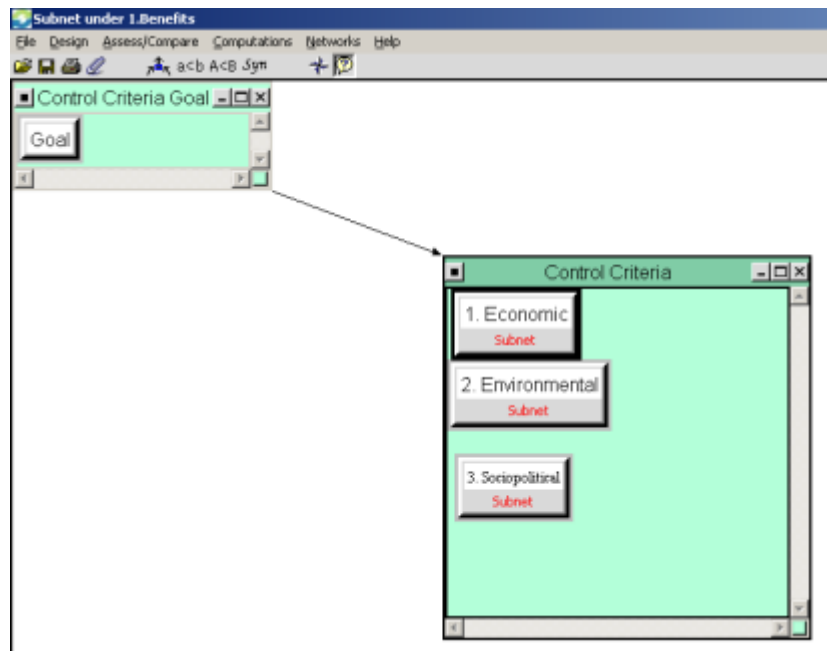 Subnet under 1.Benefits
File Design Assess/Compare Computations Networks Help
a<b A<B Syn
Control Criteria Goal
Goal
Control Criteria
1. Economic
Subnet
2. Environmental
Subnet
3. Sociopolitical
Subnet